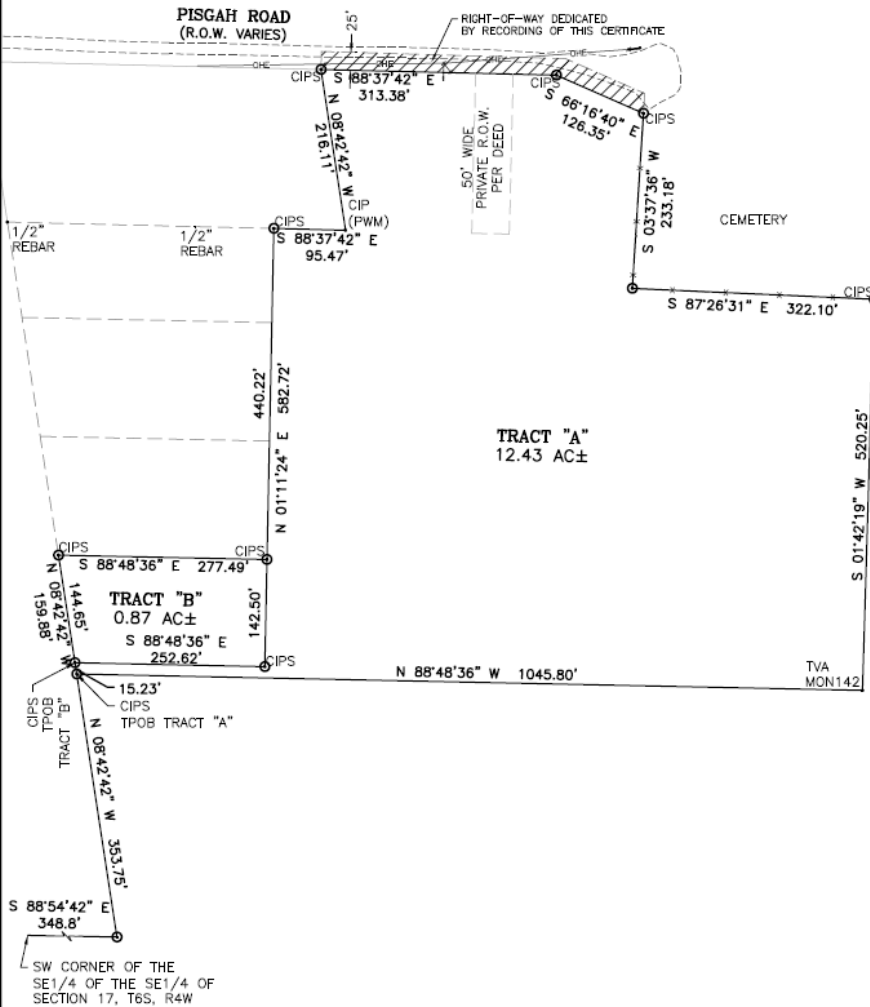 PISGAH ROAD
(R.O.W. VARIES)
25'
RIGHT-OF-WAY DEDICATED
BY RECORDING OF THIS CERTIFICATE
OHE
OHE
OHE
OHE
CIPS
S 88°37'42" E
313.38'
CIPS
S 66°16'40" E
126.35'
CIPS
N 08°42'42" W
216.11'
50' WIDE
PRIVATE R.O.W.
PER DEED
S 03°37'36" W
233.18'
CEMETERY
CIP
(PWM)
CIPS
S 88°37'42" E
95.47'
1/2"
REBAR
1/2"
REBAR
S 87°26'31" E 322.10'
CIPS
440.22'
N 01°11'24" E 582.72'
TRACT "A"
12.43 AC±
S 01°42'19" W 520.25'
CIPS
CIPS
S 88°48'36" E 277.49'
N 08°42'42" W
144.65'
159.88'
TRACT "B"
0.87 AC±
142.50'
S 88°48'36" E
252.62'
CIPS
N 88°48'36" W 1045.80'
TVA
MON142
CIPS
TPOB
TRACT "B"
15.23'
CIPS
TPOB TRACT "A"
N 08°42'42" W 353.75'
S 88°54'42" E
348.8'
SW CORNER OF THE
SE1/4 OF THE SE1/4 OF
SECTION 17, T6S, R4W